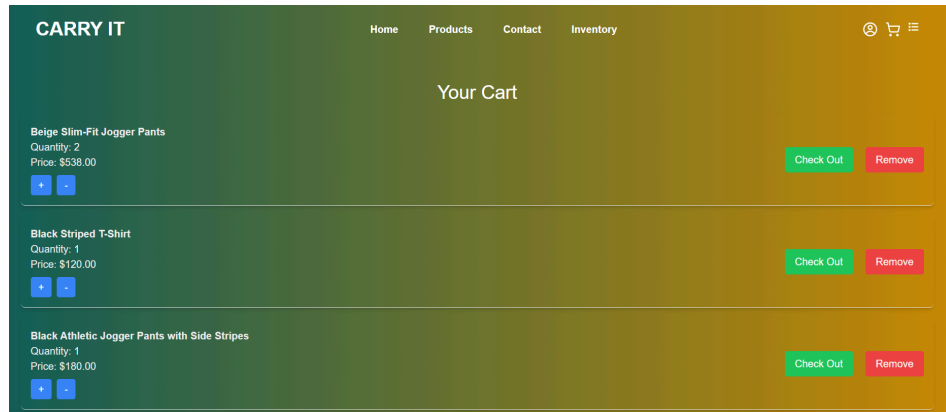 CARRY IT
Home Products Contact Inventory
Your Cart
Beige Slim-Fit Jogger Pants
Quantity: 2
Price: $538.00
+ -
Check Out Remove
Black Striped T-Shirt
Quantity: 1
Price: $120.00
+ -
Check Out Remove
Black Athletic Jogger Pants with Side Stripes
Quantity: 1
Price: $180.00
+ -
Check Out Remove